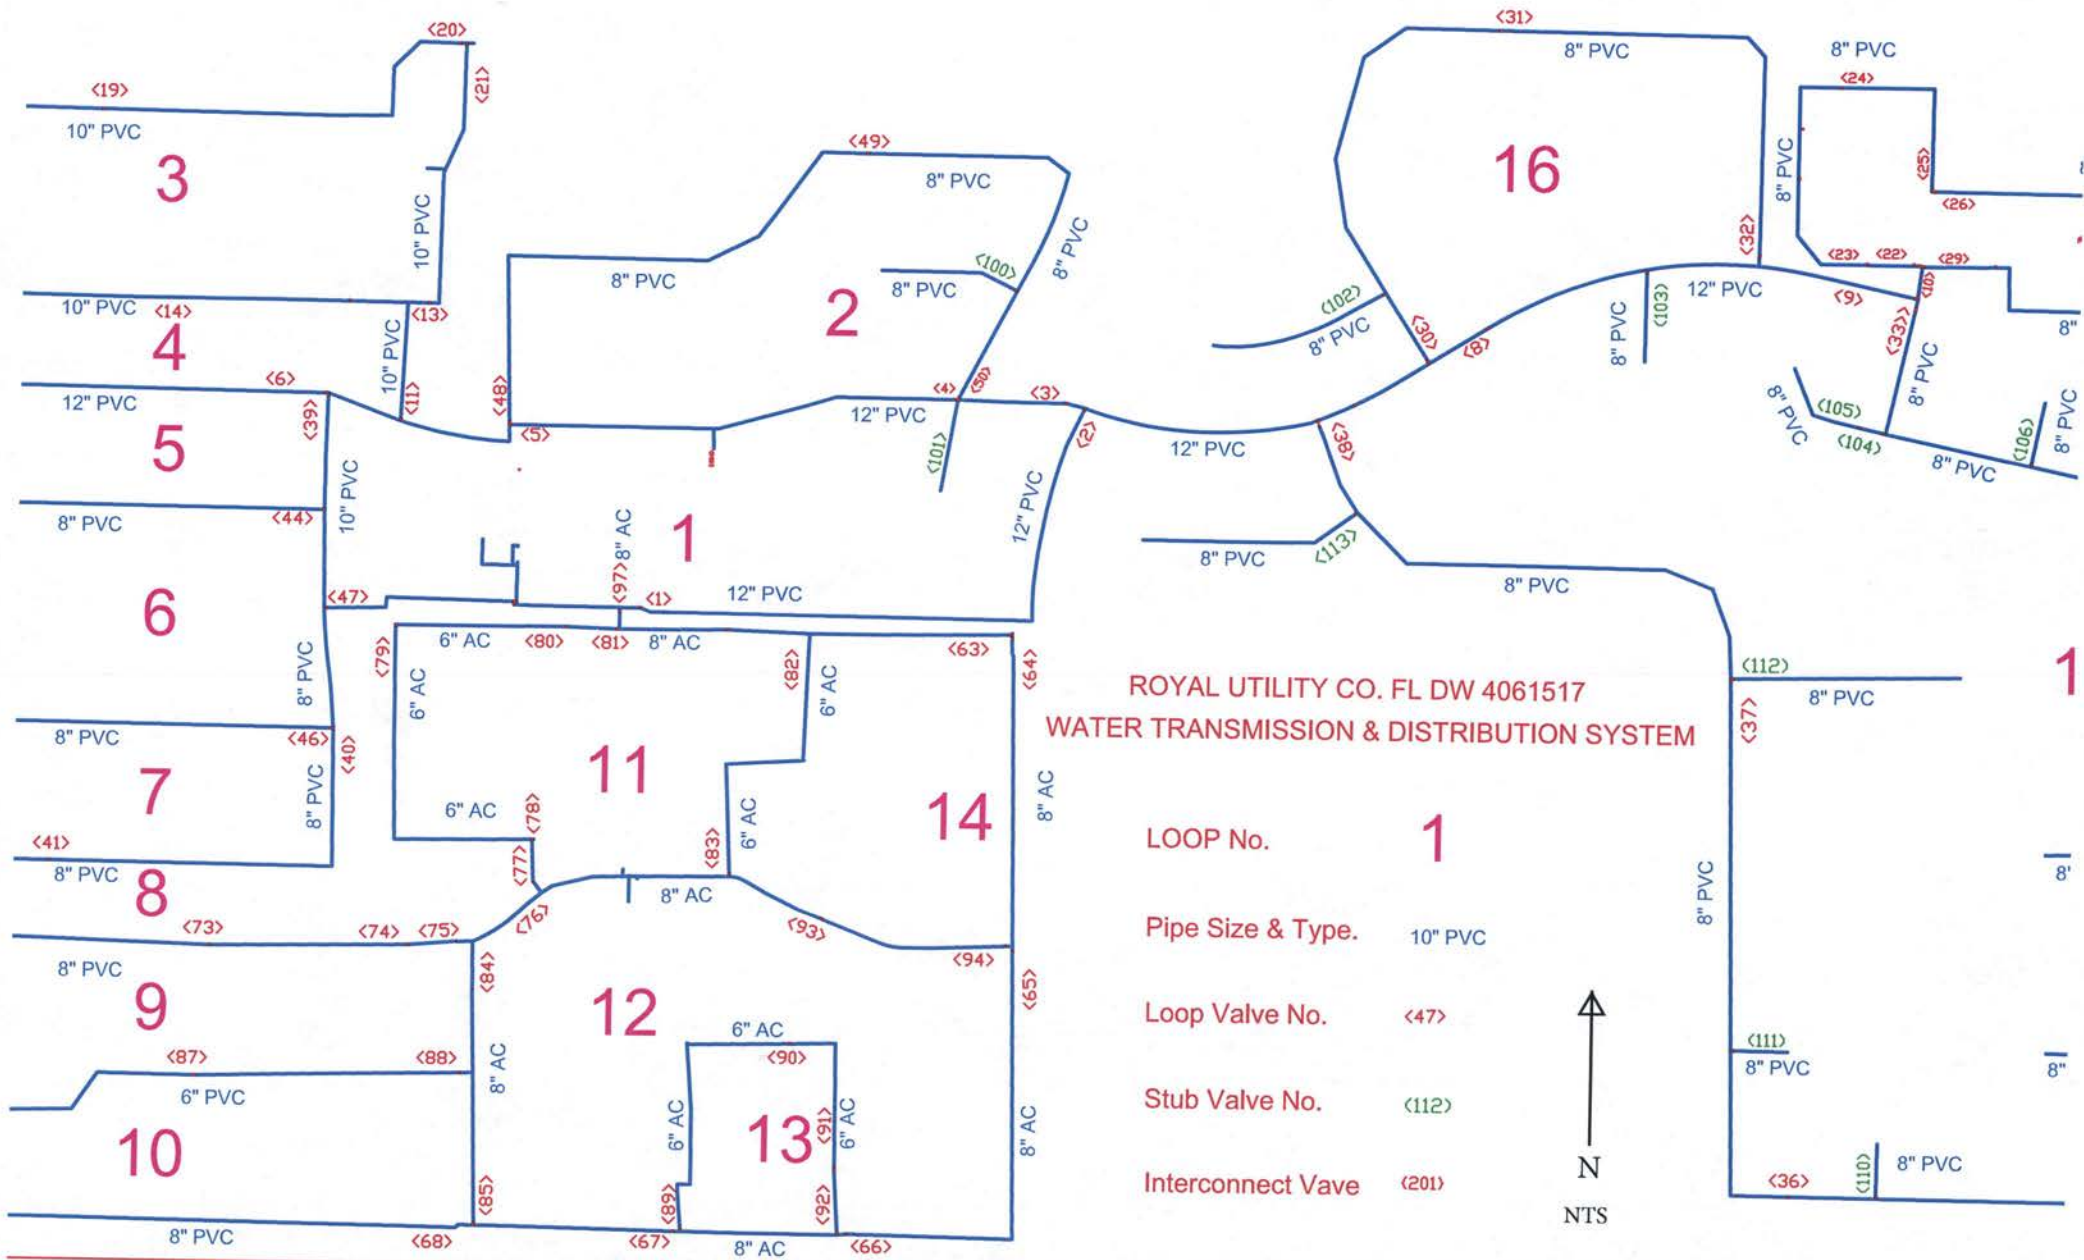 <31>
<20>
8" PVC
8" PVC
<24>
<21>
<19>
10" PVC
<49>
8" PVC
3
16
8" PVC
<25>
<26>
10" PVC
8" PVC
<32>
8" PVC
<100>
8" PVC
2
<102>
8" PVC
<30>
<8>
8" PVC
<103>
12" PVC
<9>
<23>
<22>
<29>
<10>
<33>>
8"
10" PVC
<14>
<13>
4
10" PVC
<11>
<6>
12" PVC
<39>
<48>
<5>
12" PVC
<4>
<50>
<3>
<2>
<101>
12" PVC
<38>
8" PVC
8" PVC
<105>
<104>
8" PVC
<106>
8" PVC
5
10" PVC
8" PVC
<44>
8" AC
<97>
1
12" PVC
12" PVC
<1>
8" PVC
<113>
8" PVC
6
<47>
8" PVC
<79>
6" AC
<80>
<81>
8" AC
<82>
<63>
<64>
6" AC
6" AC
ROYAL UTILITY CO. FL DW 4061517
WATER TRANSMISSION & DISTRIBUTION SYSTEM
<112>
8" PVC
<37>
1
8" PVC
<46>
<40>
7
8" PVC
11
6" AC
<78>
<77>
6" AC
<83>
14
8" AC
LOOP No.
1
<41>
8" PVC
8
8" AC
8'
8" PVC
<73>
<74>
<75>
<76>
<93>
<94>
Pipe Size & Type.
10" PVC
8" PVC
9
<84>
<65>
12
Loop Valve No.
<47>
<87>
<88>
6" PVC
8" AC
6" AC
<90>
<111>
8" PVC
8"
Stub Valve No.
<112>
10
6" AC
13
<91>
6" AC
8" AC
Interconnect Vave
<201>
N
NTS
<36>
<110>
8" PVC
<85>
<89>
<92>
8" PVC
<68>
<67>
8" AC
<66>